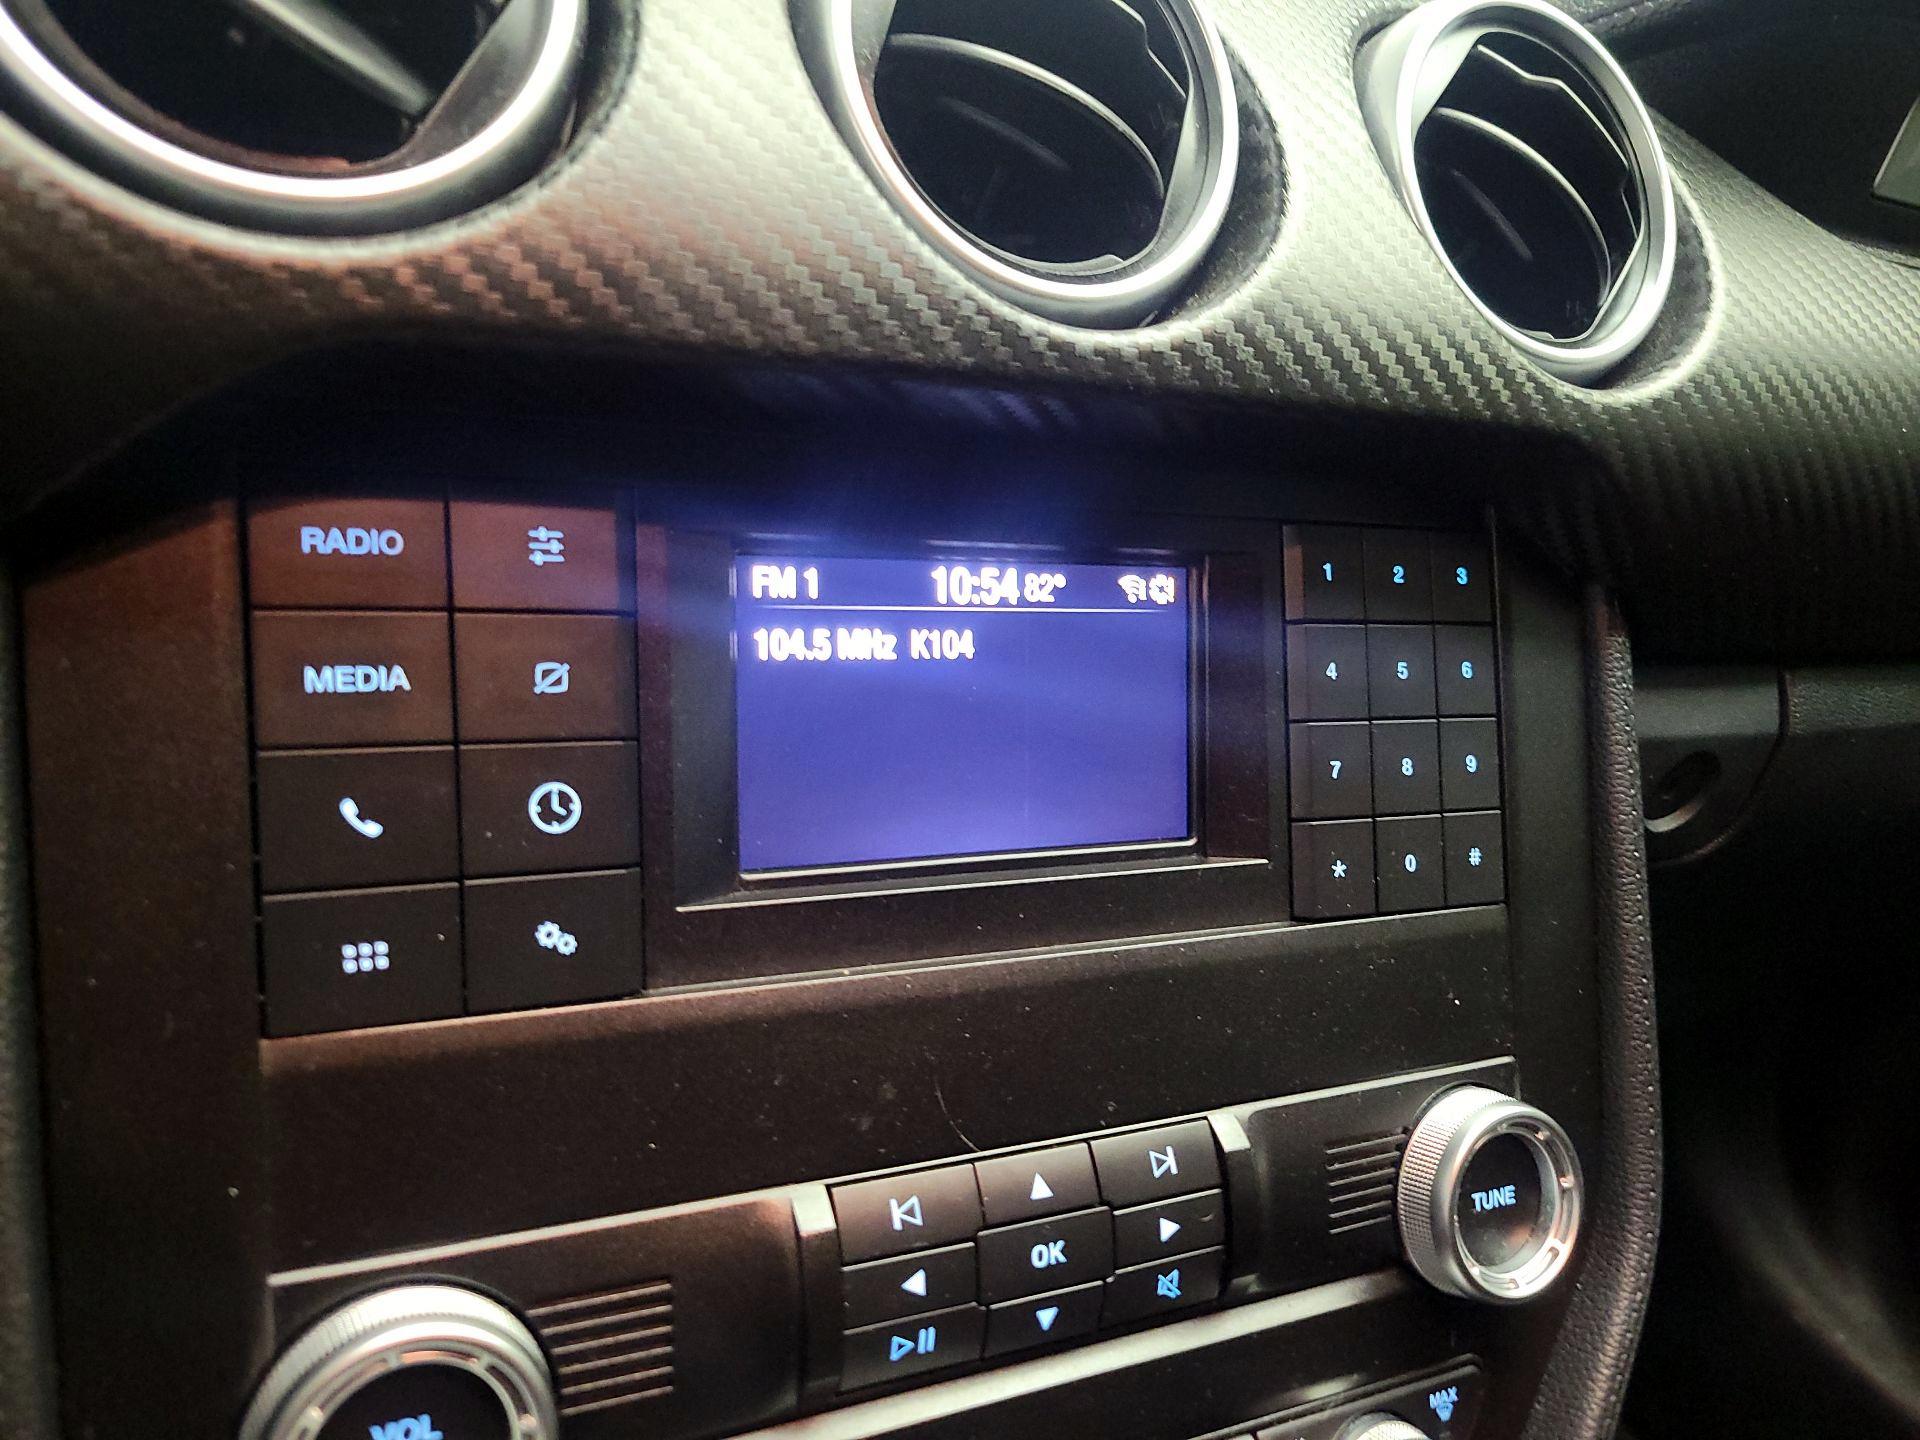 FM 1 10:54 82°
104.5 MHz K104
RADIO
MEDIA
1 2 3
4 5 6
7 8 9
* 0 #
OK
TUNE
VOL
MAX